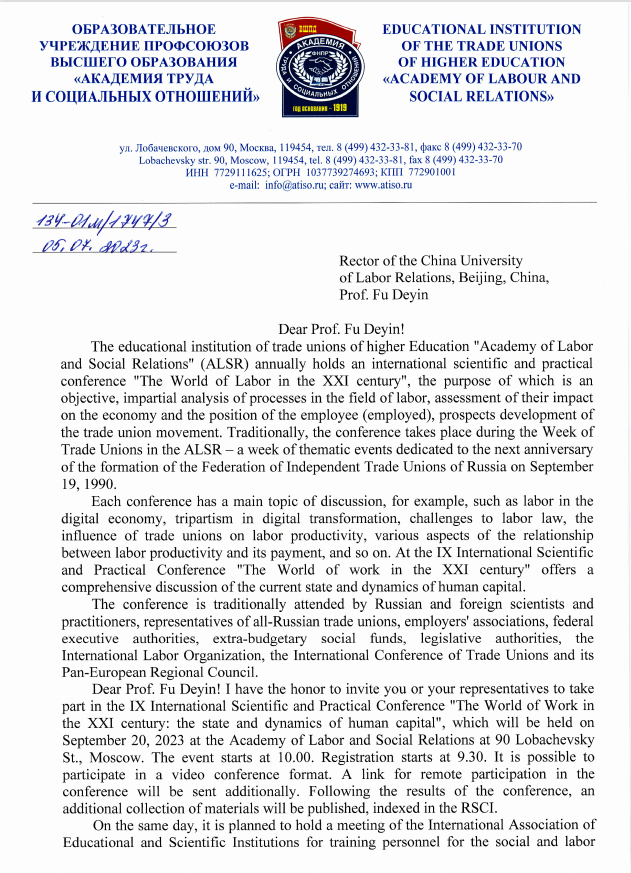 ОБРАЗОВАТЕЛЬНОЕ
УЧРЕЖДЕНИЕ ПРОФСОЮЗОВ
ВЫСШЕГО ОБРАЗОВАНИЯ
«АКАДЕМИЯ ТРУДА
И СОЦИАЛЬНЫХ ОТНОШЕНИЙ»
ВШПД
АКАДЕМИЯ
ФНПР
ТРУДА И СОЦИАЛЬНЫХ ОТНОШЕНИЙ
ГОД ОСНОВАНИЯ – 1919
EDUCATIONAL INSTITUTION
OF THE TRADE UNIONS
OF HIGHER EDUCATION
«ACADEMY OF LABOUR AND
SOCIAL RELATIONS»
ул. Лобачевского, дом 90, Москва, 119454, тел. 8 (499) 432-33-81, факс 8 (499) 432-33-70
Lobachevsky str. 90, Moscow, 119454, tel. 8 (499) 432-33-81, fax 8 (499) 432-33-70
ИНН 7729111625; ОГРН 1037739274693; КПП 772901001
e-mail: info@atiso.ru; сайт: www.atiso.ru
134-01м/1747/3
05.07.2023г.
Rector of the China University
of Labor Relations, Beijing, China,
Prof. Fu Deyin
Dear Prof. Fu Deyin!
The educational institution of trade unions of higher Education "Academy of Labor
and Social Relations" (ALSR) annually holds an international scientific and practical
conference "The World of Labor in the XXI century", the purpose of which is an
objective, impartial analysis of processes in the field of labor, assessment of their impact
on the economy and the position of the employee (employed), prospects development of
the trade union movement. Traditionally, the conference takes place during the Week of
Trade Unions in the ALSR – a week of thematic events dedicated to the next anniversary
of the formation of the Federation of Independent Trade Unions of Russia on September
19, 1990.
Each conference has a main topic of discussion, for example, such as labor in the
digital economy, tripartism in digital transformation, challenges to labor law, the
influence of trade unions on labor productivity, various aspects of the relationship
between labor productivity and its payment, and so on. At the IX International Scientific
and Practical Conference "The World of work in the XXI century" offers a
comprehensive discussion of the current state and dynamics of human capital.
The conference is traditionally attended by Russian and foreign scientists and
practitioners, representatives of all-Russian trade unions, employers' associations, federal
executive authorities, extra-budgetary social funds, legislative authorities, the
International Labor Organization, the International Conference of Trade Unions and its
Pan-European Regional Council.
Dear Prof. Fu Deyin! I have the honor to invite you or your representatives to take
part in the IX International Scientific and Practical Conference "The World of Work in
the XXI century: the state and dynamics of human capital", which will be held on
September 20, 2023 at the Academy of Labor and Social Relations at 90 Lobachevsky
St., Moscow. The event starts at 10.00. Registration starts at 9.30. It is possible to
participate in a video conference format. A link for remote participation in the
conference will be sent additionally. Following the results of the conference, an
additional collection of materials will be published, indexed in the RSCI.
On the same day, it is planned to hold a meeting of the International Association of
Educational and Scientific Institutions for training personnel for the social and labor